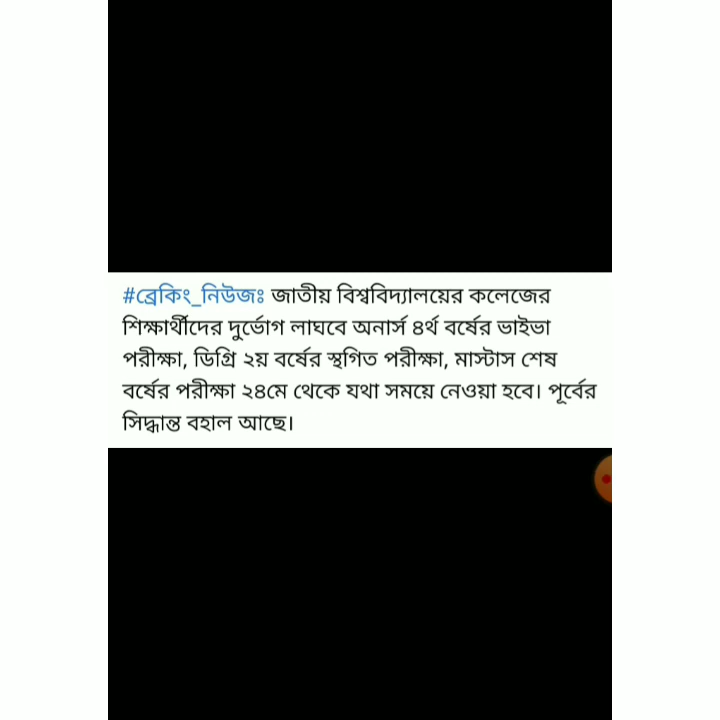 #ব্রেকিং_নিউজঃ জাতীয় বিশ্ববিদ্যালয়ের কলেজের
শিক্ষার্থীদের দুর্ভোগ লাঘবে অনার্স ৪র্থ বর্ষের ভাইভা
পরীক্ষা, ডিগ্রি ২য় বর্ষের স্থগিত পরীক্ষা, মাস্টাস শেষ
বর্ষের পরীক্ষা ২৪মে থেকে যথা সময়ে নেওয়া হবে। পূর্বের
সিদ্ধান্ত বহাল আছে।